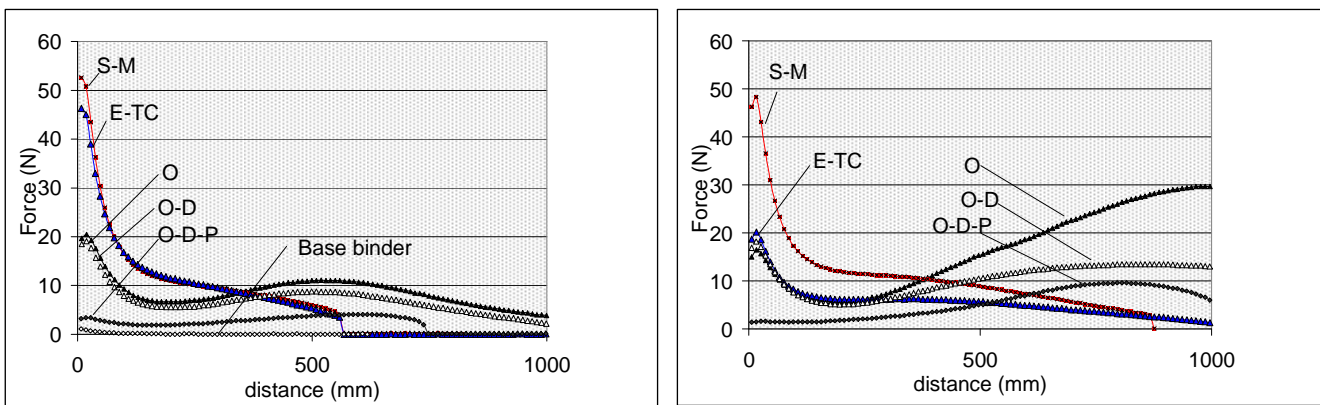 60
50
40
30
20
10
0
Force (N)
S-M
E-TC
O
O-D
O-D-P
Base binder
0
500
1000
distance (mm)
60
50
40
30
20
10
0
Force (N)
S-M
E-TC
O
O-D
O-D-P
0
500
1000
distance (mm)